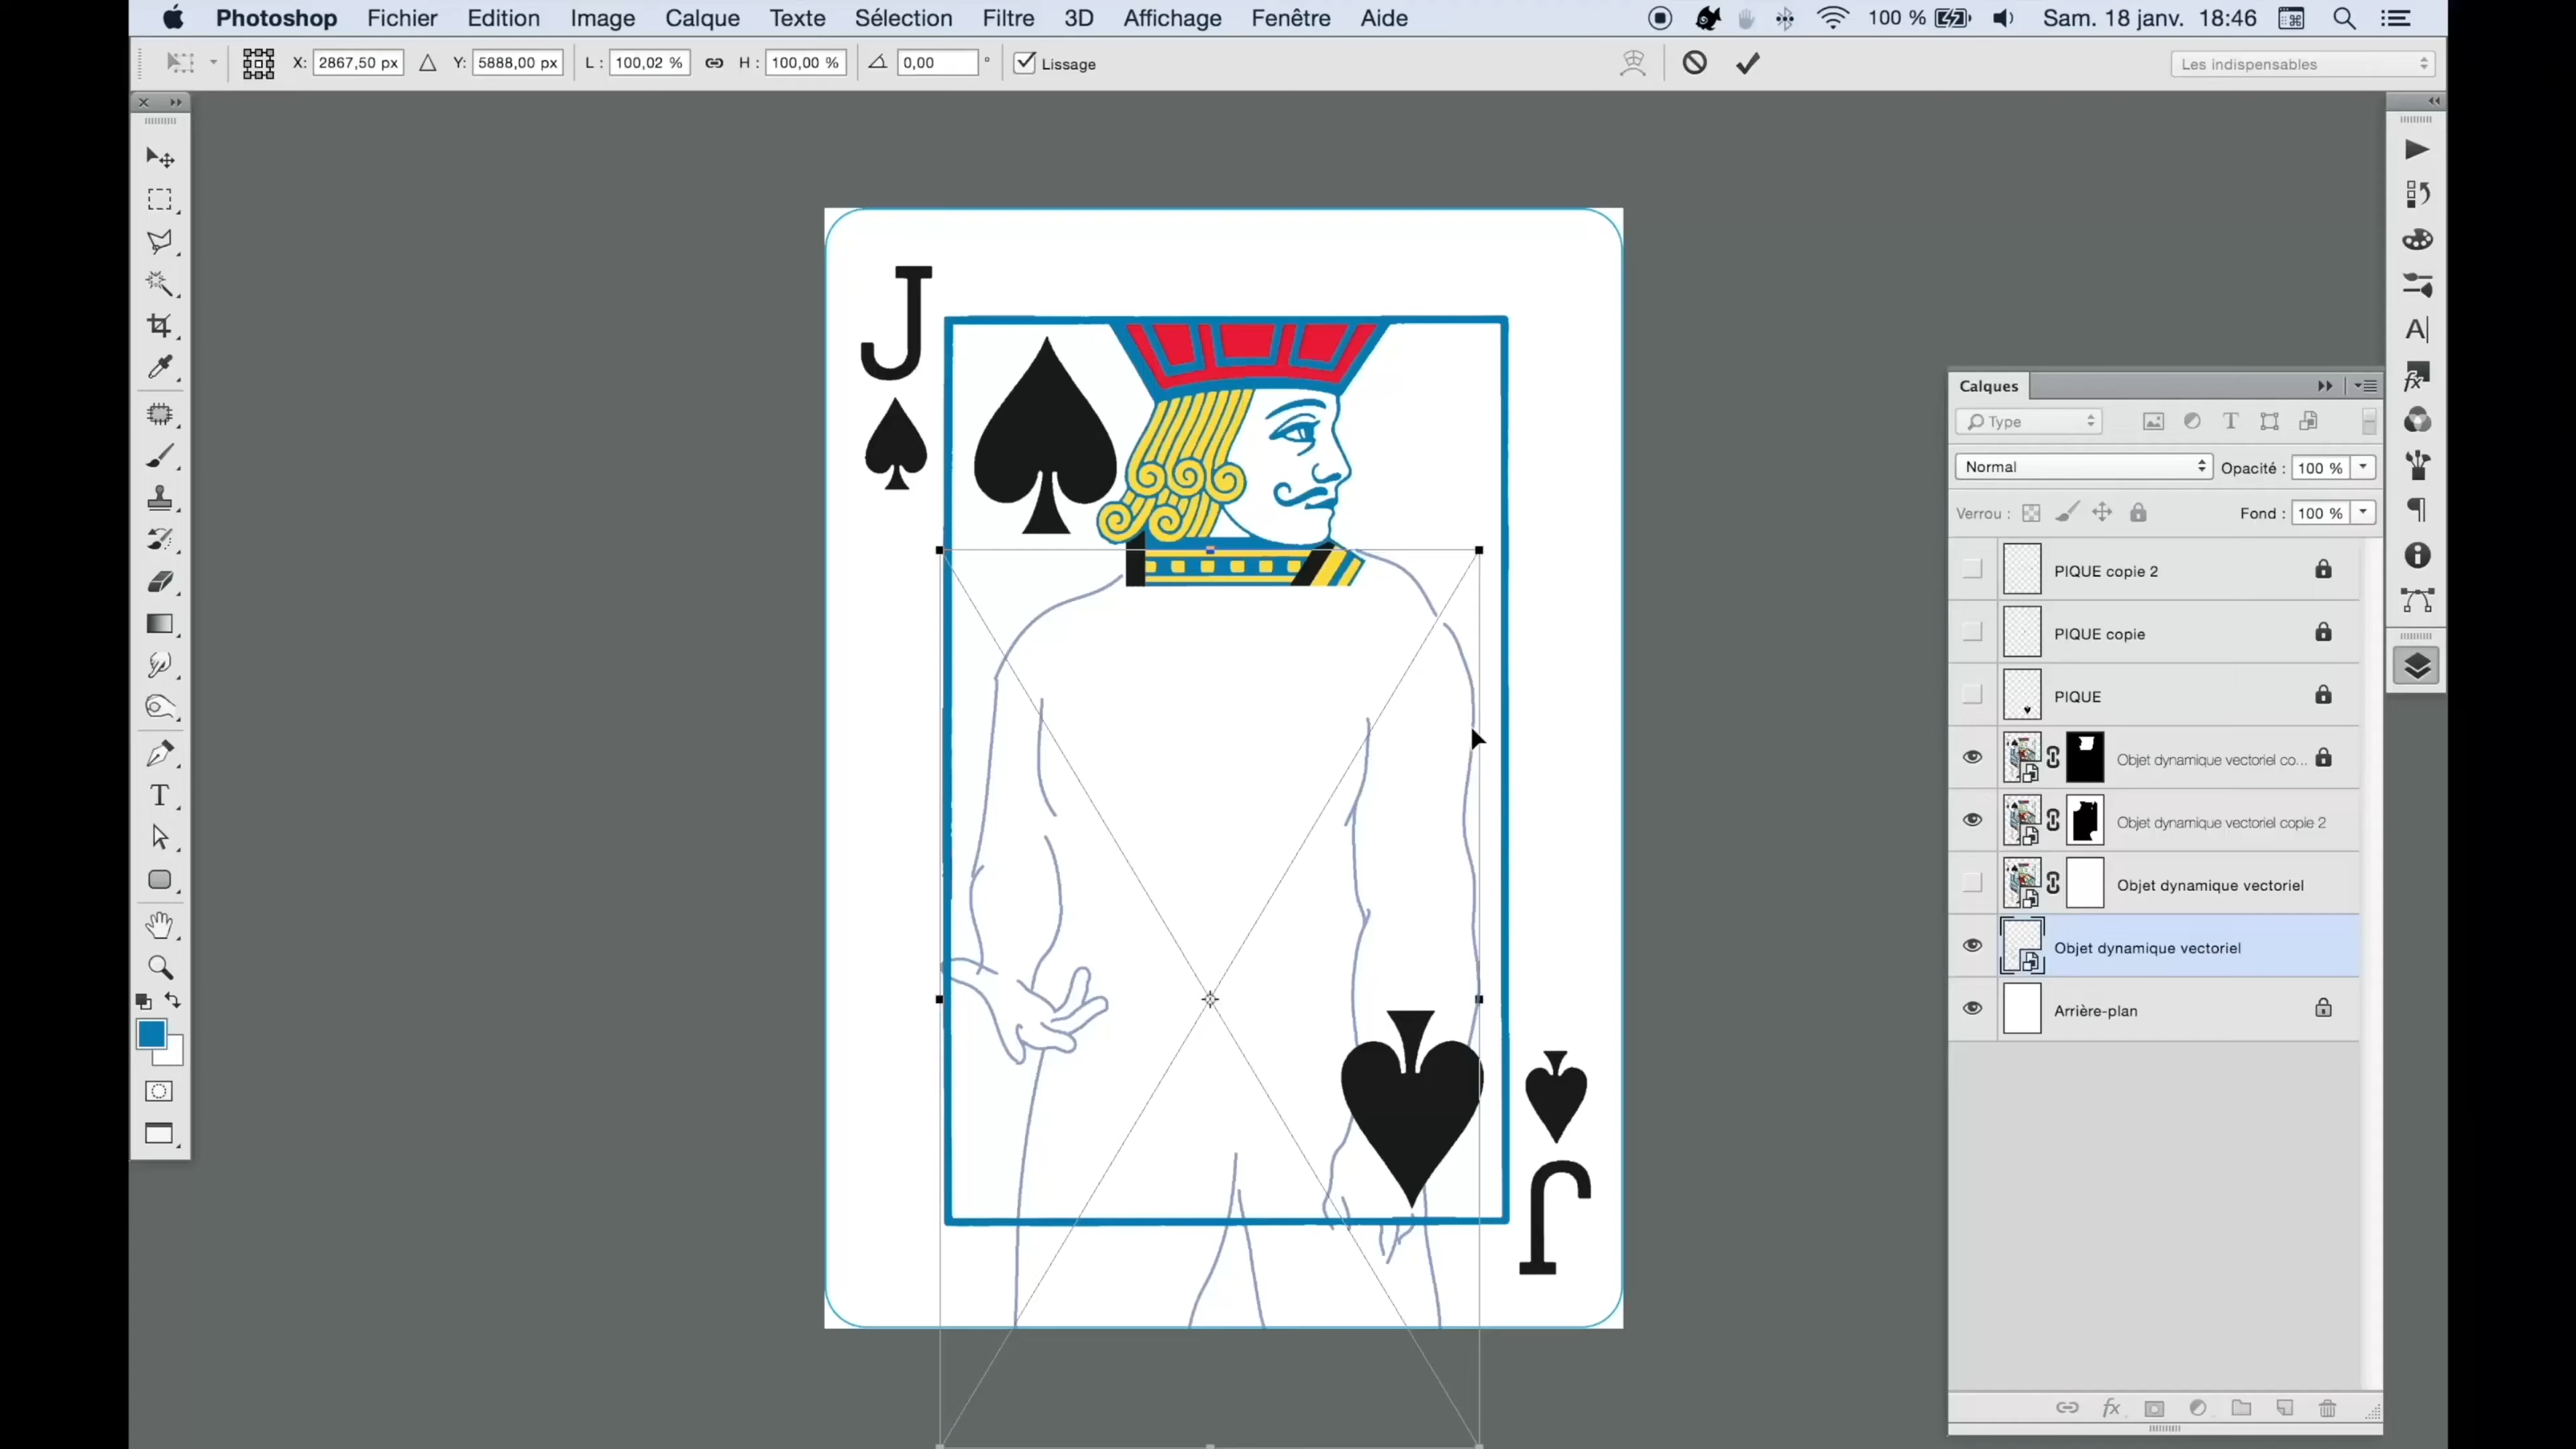 Photoshop Fichier Edition Image Calque Texte Sélection Filtre 3D Affichage Fenêtre Aide 100 % Sam. 18 janv. 18:46
X: 2867,50 px Y: 5888,00 px L : 100,02 % H : 100,00 % 0,00 ° Lissage Les indispensables
J
J
Calques
Type
Normal Opacité : 100 %
Verrou : Fond : 100 %
PIQUE copie 2
PIQUE copie
PIQUE
Objet dynamique vectoriel co...
Objet dynamique vectoriel copie 2
Objet dynamique vectoriel
Objet dynamique vectoriel
Arrière-plan